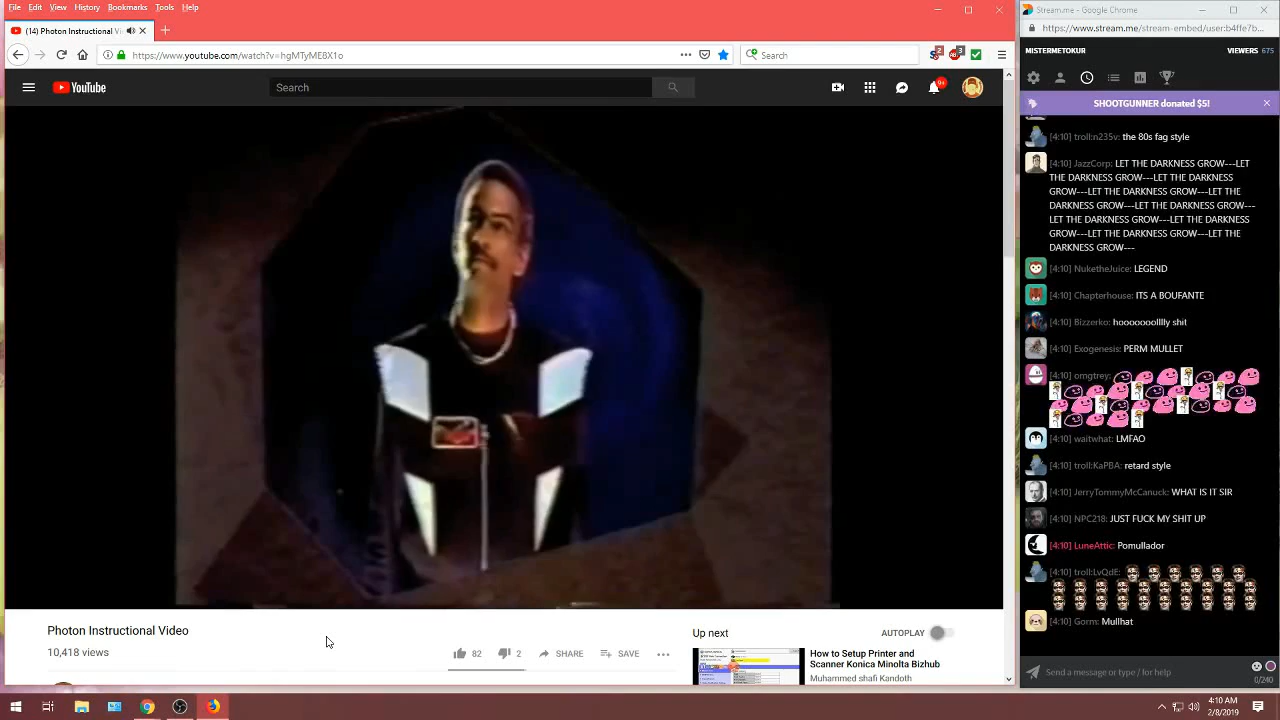 File Edit View History Bookmarks Tools Help
(14) Photon Instructional Vi
https://www.youtube.com/watch?v=hgMTyME8X1o
Search
YouTube
Search
9+
Photon Instructional Video
10,418 views
82
2
SHARE
SAVE
Up next
AUTOPLAY
How to Setup Printer and
Scanner Konica Minolta Bizhub
Muhammed shafi Kandoth
Stream.me - Google Chrome
https://www.stream.me/stream-embed/user:b4ffe7b...
MISTERMETOKUR
VIEWERS 675
SHOOTGUNNER donated $5!
[4:10] troll:n235v: the 80s fag style
[4:10] JazzCorp: LET THE DARKNESS GROW---LET
THE DARKNESS GROW---LET THE DARKNESS
GROW---LET THE DARKNESS GROW---LET THE
DARKNESS GROW---LET THE DARKNESS GROW---
LET THE DARKNESS GROW---LET THE DARKNESS
GROW---LET THE DARKNESS GROW---LET THE
DARKNESS GROW---
[4:10] NuketheJuice: LEGEND
[4:10] Chapterhouse: ITS A BOUFANTE
[4:10] Bizzerko: hooooooolllly shit
[4:10] Exogenesis: PERM MULLET
[4:10] omgtrey:
[4:10] waitwhat: LMFAO
[4:10] troll:KaPBA: retard style
[4:10] JerryTommyMcCanuck: WHAT IS IT SIR
[4:10] NPC218: JUST FUCK MY SHIT UP
[4:10] LuneAttic: Pomullador
[4:10] troll:LvQdE:
[4:10] Gorm: Mullhat
Send a message or type / for help
0/240
4:10 AM
2/8/2019